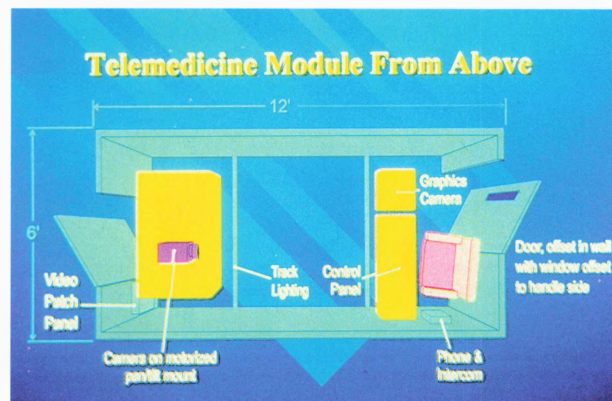 Telemedicine Module From Above
12'
6'
Graphics
Camera
Door, offset in wall
with window offset
to handle side
Track
Lighting
Control
Panel
Video
Patch
Panel
Camera on motorized
pan/tilt mount
Phone &
Intercom